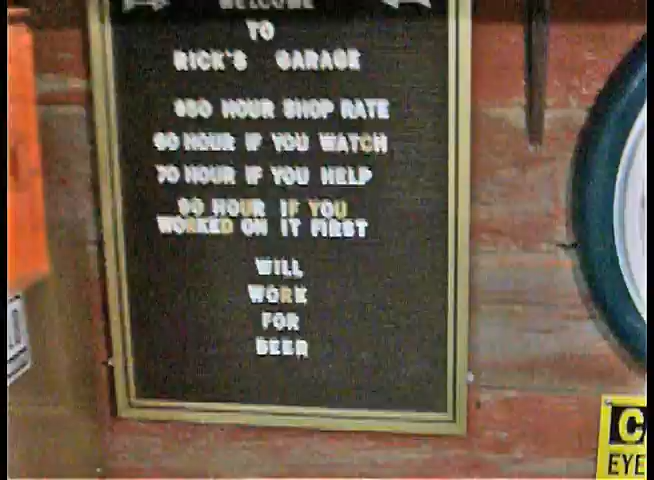 WELCOME
TO
RICK'S GARAGE
$50 HOUR SHOP RATE
60 HOUR IF YOU WATCH
70 HOUR IF YOU HELP
90 HOUR IF YOU
WORKED ON IT FIRST
WILL
WORK
FOR
BEER
C
EYE